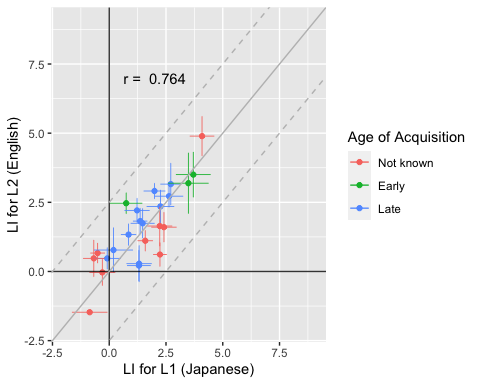 7.5
r = 0.764
5.0
2.5
0.0
-2.5
-2.5 0.0 2.5 5.0 7.5
LI for L1 (Japanese)
LI for L2 (English)
Age of Acquisition
Not known
Early
Late